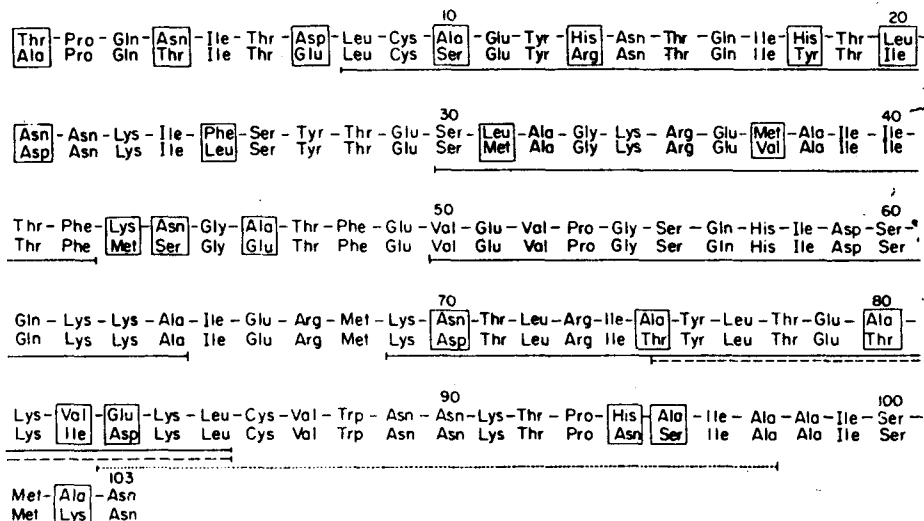 10 20
Thr-Pro-Gln-Asn-Ile-Thr-Asp-Leu-Cys-Ala-Glu-Tyr-His-Asn-Thr-Gln-Ile-His-Thr-Leu-
Ala Pro Gln Thr Ile Thr Glu Leu Cys Ser Glu Tyr Arg Asn Thr Gln Ile Tyr Thr Ile
30 40
Asn-Asn-Lys-Ile-Phe-Ser-Tyr-Thr-Glu-Ser-Leu-Ala-Gly-Lys-Arg-Glu-Met-Ala-Ile-Ile-
Asp Asn Lys Ile Leu Ser Tyr Thr Glu Ser Met Ala Gly Lys Arg Glu Val Ala Ile Ile
50 60
Thr-Phe-Lys-Asn-Gly-Ala-Thr-Phe-Glu-Val-Glu-Val-Pro-Gly-Ser-Gln-His-Ile-Asp-Ser-
Thr Phe Met Ser Gly Glu Thr Phe Glu Val Glu Val Pro Gly Ser Gln His Ile Asp Ser
70 80
Gln-Lys-Lys-Ala-Ile-Glu-Arg-Met-Lys-Asn-Thr-Leu-Arg-Ile-Ala-Tyr-Leu-Thr-Glu-Ala-
Gln Lys Lys Ala Ile Glu Arg Met Lys Asp Thr Leu Arg Ile Thr Tyr Leu Thr Glu Thr
90 100
Lys-Val-Glu-Lys-Leu-Cys-Val-Trp-Asn-Asn-Lys-Thr-Pro-His-Ala-Ile-Ala-Ala-Ile-Ser-
Lys Ile Asp Lys Leu Cys Val Trp Asn Asn Lys Thr Pro Asn Ser Ile Ala Ala Ile Ser
103
Met-Ala-Asn
Met Lys Asn